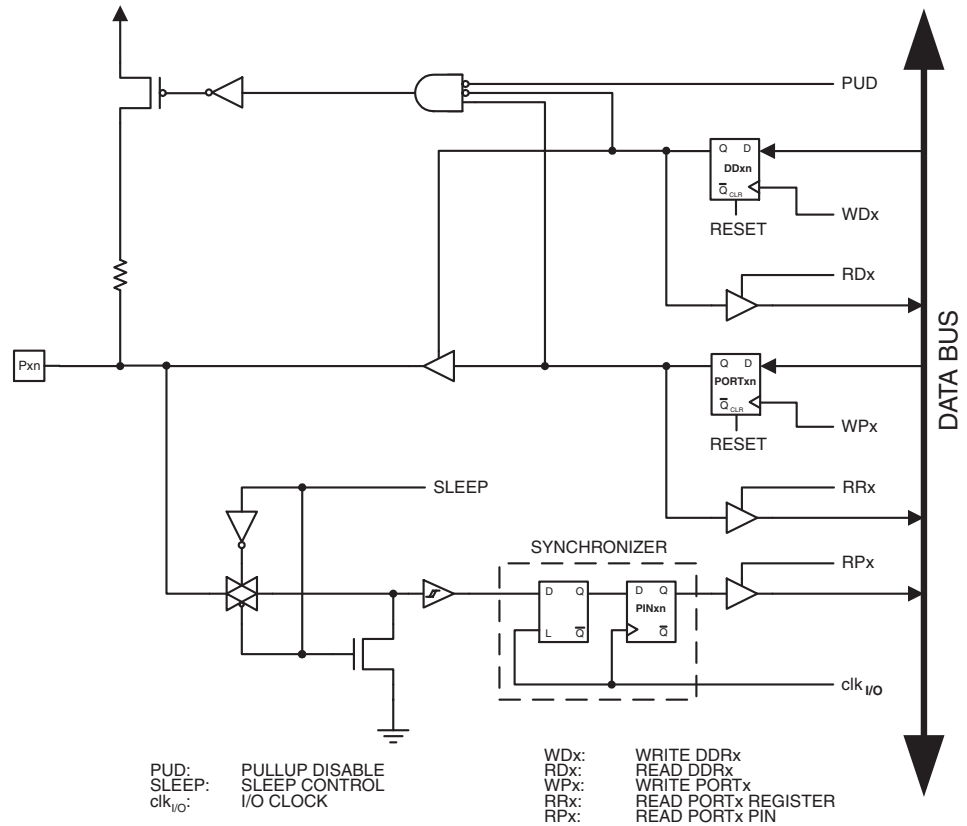 PUD
Q D
DDxn
Q CLR
WDx
RESET
RDx
DATA BUS
Pxn
Q D
PORTxn
Q CLR
WPx
RESET
RRx
SLEEP
SYNCHRONIZER
RPx
D Q
D Q
PINxn
L Q
Q
clk I/O
PUD: PULLUP DISABLE
SLEEP: SLEEP CONTROL
clkI/O: I/O CLOCK
WDx: WRITE DDRx
RDx: READ DDRx
WPx: WRITE PORTx
RRx: READ PORTx REGISTER
RPx: READ PORTx PIN